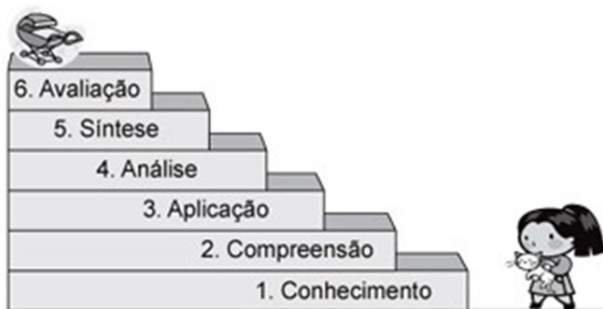 6. Avaliação
5. Síntese
4. Análise
3. Aplicação
2. Compreensão
1. Conhecimento